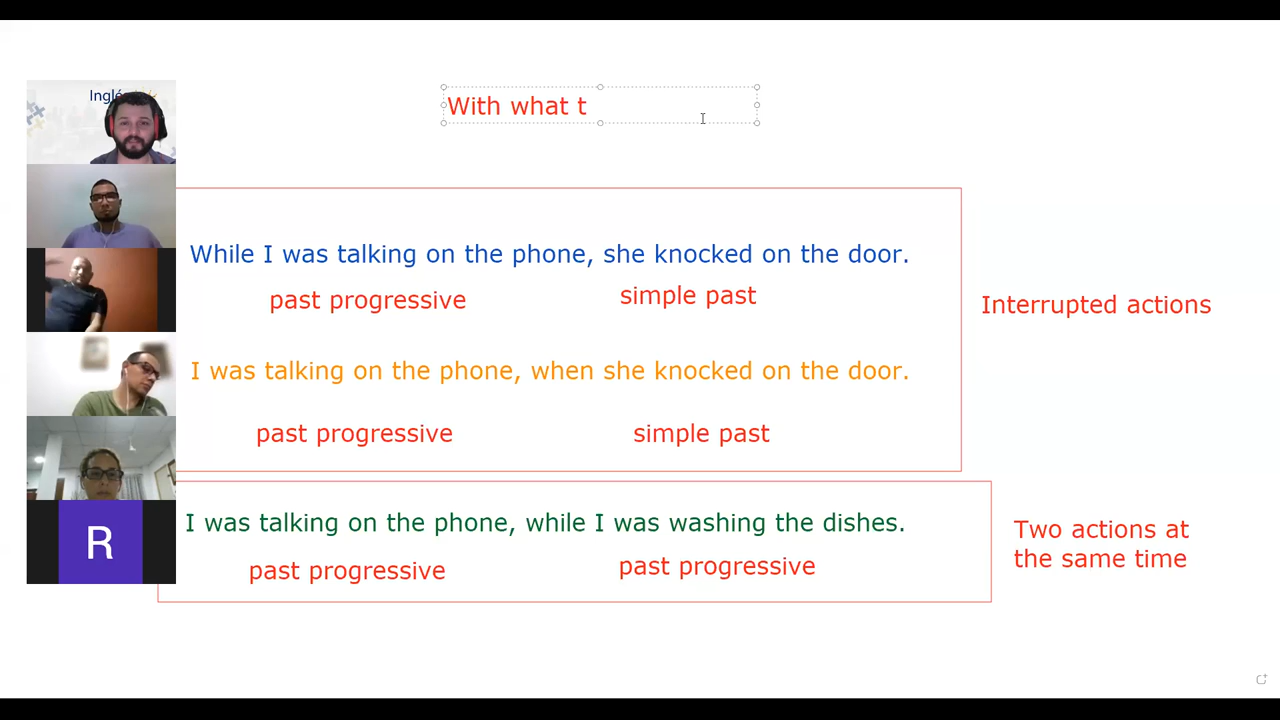 With what t
While I was talking on the phone, she knocked on the door.
past progressive
simple past
Interrupted actions
I was talking on the phone, when she knocked on the door.
past progressive
simple past
I was talking on the phone, while I was washing the dishes.
past progressive
past progressive
Two actions at
the same time
R